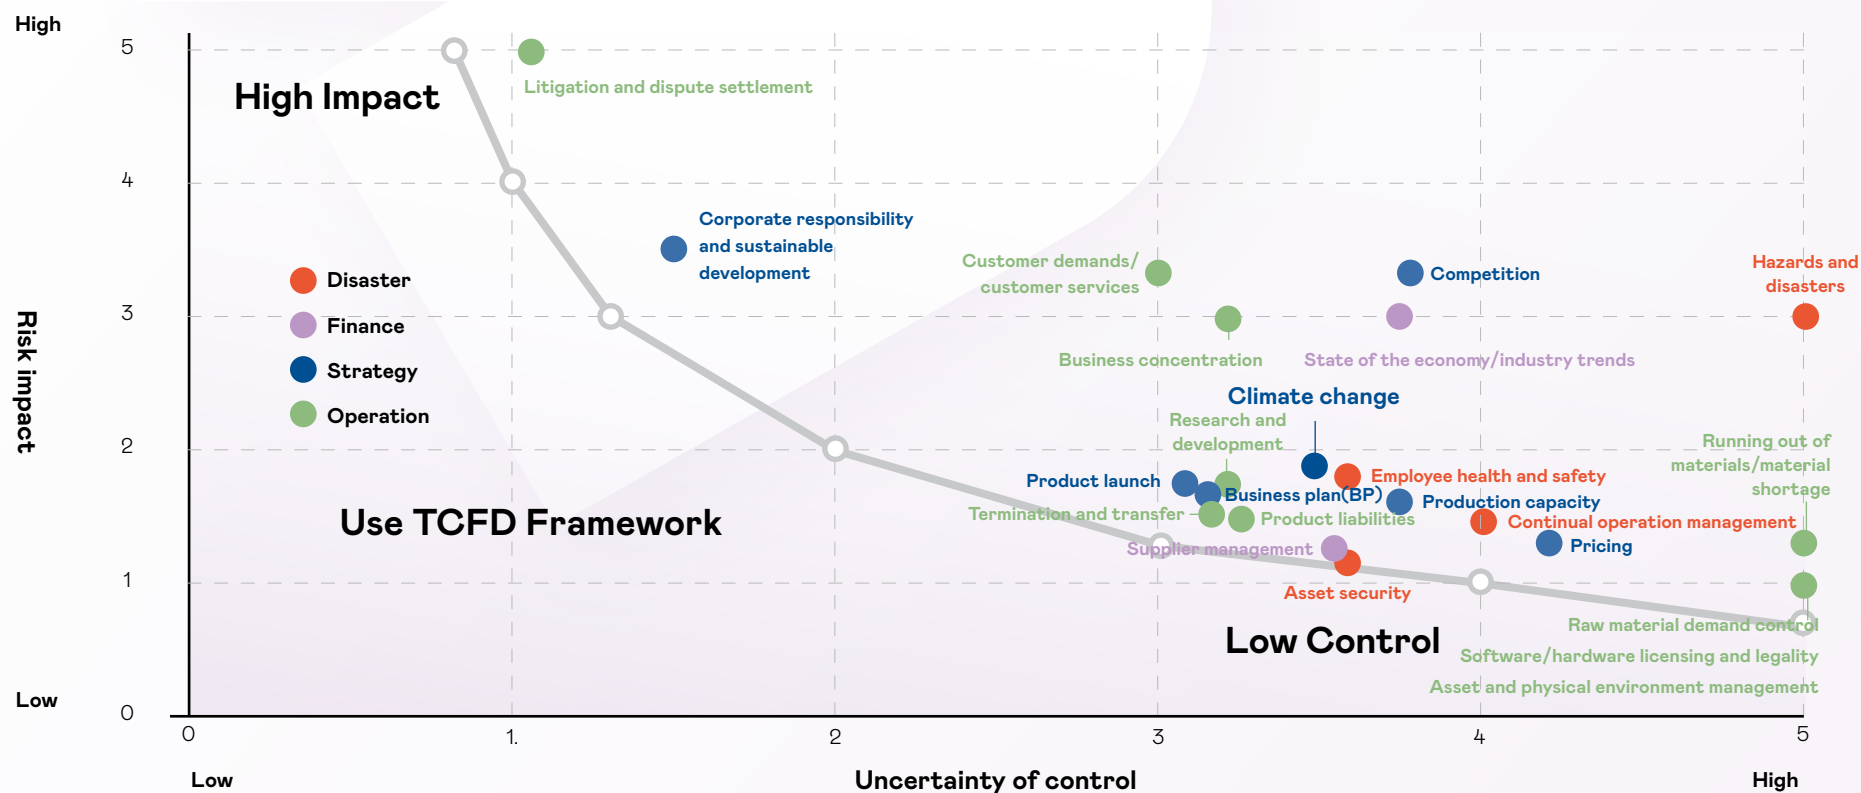 High
5
Litigation and dispute settlement
High Impact
4
Corporate responsibility
and sustainable
development
Customer demands/
customer services
Competition
Hazards and
disasters
Disaster
Finance
Strategy
Operation
Risk impact
3
Business concentration
State of the economy/industry trends
Climate change
Research and
development
2
Running out of
materials/material
shortage
Product launch
Employee health and safety
Business plan(BP)
Production capacity
Termination and transfer
Product liabilities
Continual operation management
Use TCFD Framework
Supplier management
Pricing
1
Asset security
Low Control
Raw material demand control
Software/hardware licensing and legality
Asset and physical environment management
Low
0
0
1.
2
3
4
5
Low
Uncertainty of control
High